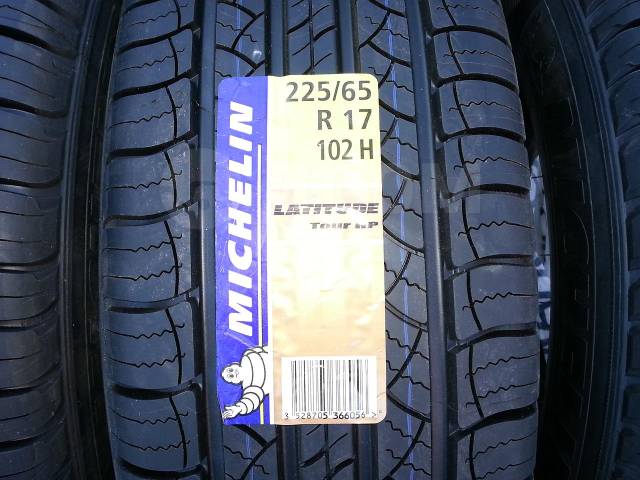 225/65
R 17
102 H
MICHELIN
LATITUDE
Tour HP
3 528705 366056 >